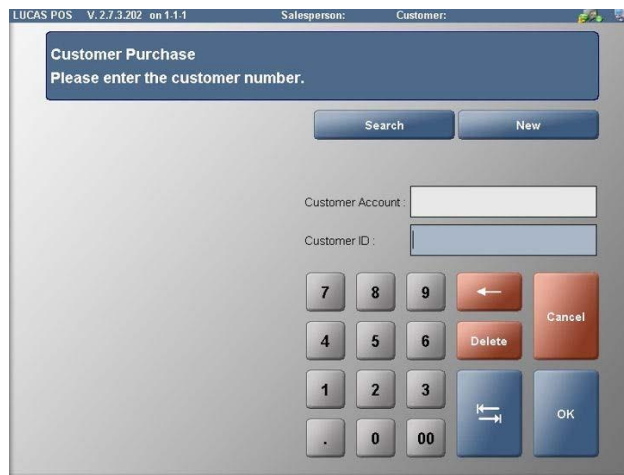 LUCAS POS V. 2.7.3.202 on 1-1-1 Salesperson: Customer:
Customer Purchase
Please enter the customer number.
Search New
Customer Account :
Customer ID :
7 8 9
Cancel
4 5 6 Delete
1 2 3
OK
. 0 00